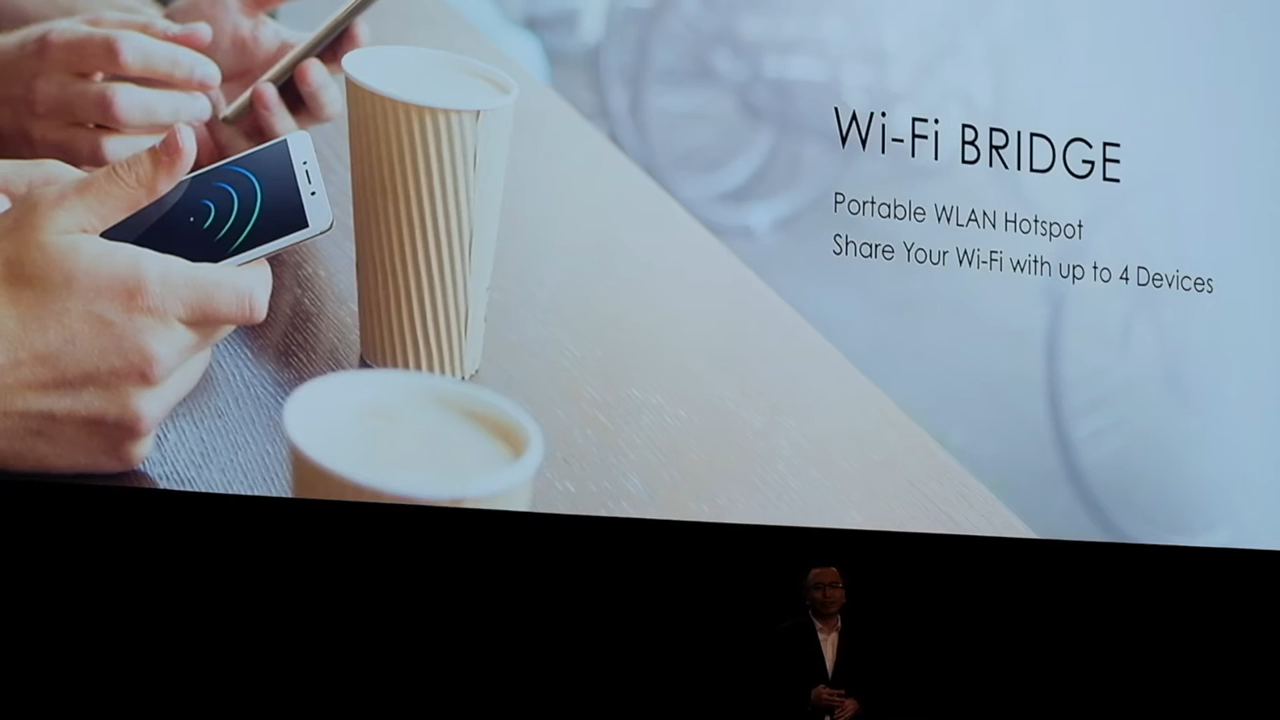 Wi-Fi BRIDGE
Portable WLAN Hotspot
Share Your Wi-Fi with up to 4 Devices